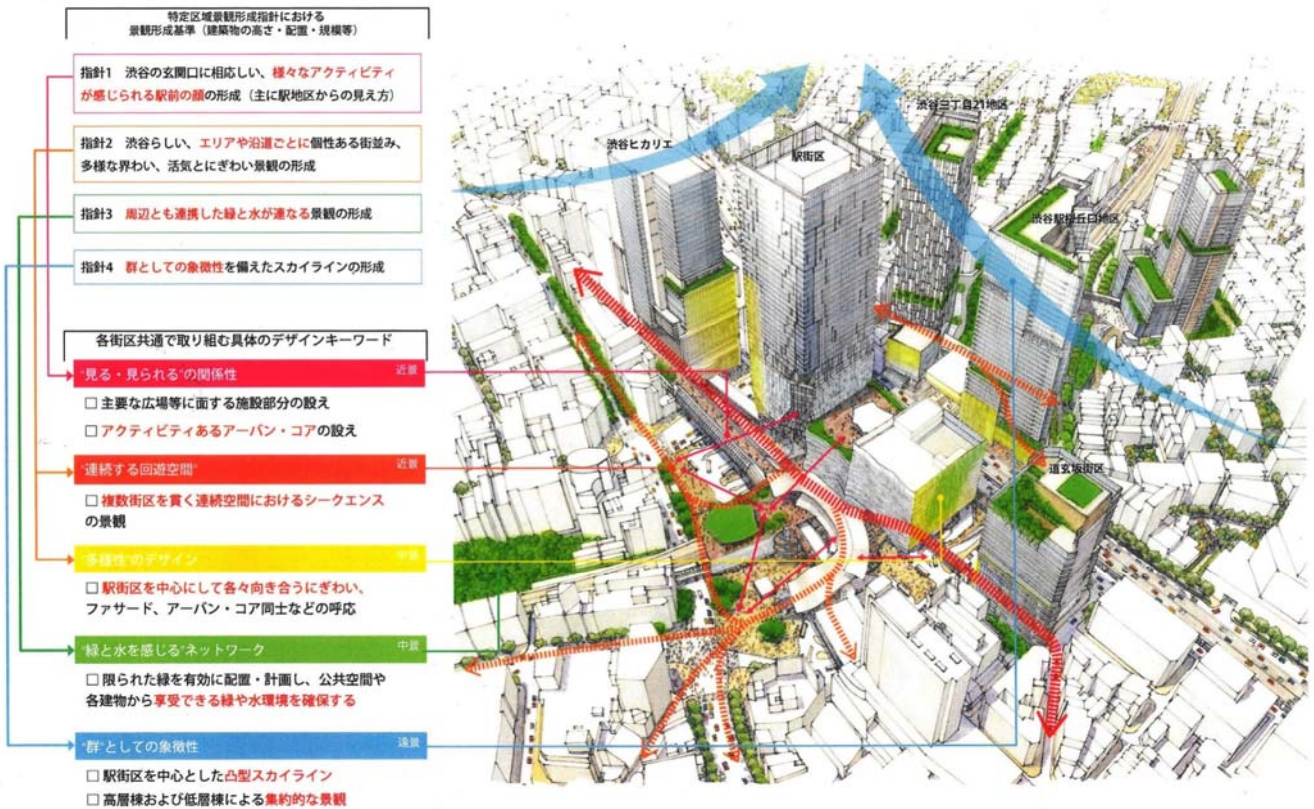 特定区域景観形成指針における
景観形成基準（建築物の高さ・配置・規模等）
指針1　渋谷の玄関口に相応しい、様々なアクティビティ
が感じられる駅前の顔の形成（主に駅地区からの見え方）
指針2　渋谷らしい、エリアや沿道ごとに個性ある街並み、
多様な界わい、活気とにぎわい景観の形成
指針3　周辺とも連携した緑と水が連なる景観の形成
指針4　群としての象徴性を備えたスカイラインの形成
各街区共通で取り組む具体のデザインキーワード
"見る・見られる"の関係性　近景
□ 主要な広場等に面する施設部分の設え
□ アクティビティあるアーバン・コアの設え
"連続する回遊空間"　近景
□ 複数街区を貫く連続空間におけるシークエンス
の景観
"多様性"のデザイン　中景
□ 駅街区を中心にして各々向き合うにぎわい、
ファサード、アーバン・コア同士などの呼応
"緑と水を感じる"ネットワーク　中景
□ 限られた緑を有効に配置・計画し、公共空間や
各建物から享受できる緑や水環境を確保する
"群"としての象徴性　遠景
□ 駅街区を中心とした凸型スカイライン
□ 高層棟および低層棟による集約的な景観
渋谷ヒカリエ
駅街区
渋谷三丁目21地区
渋谷駅桜丘口地区
道玄坂街区